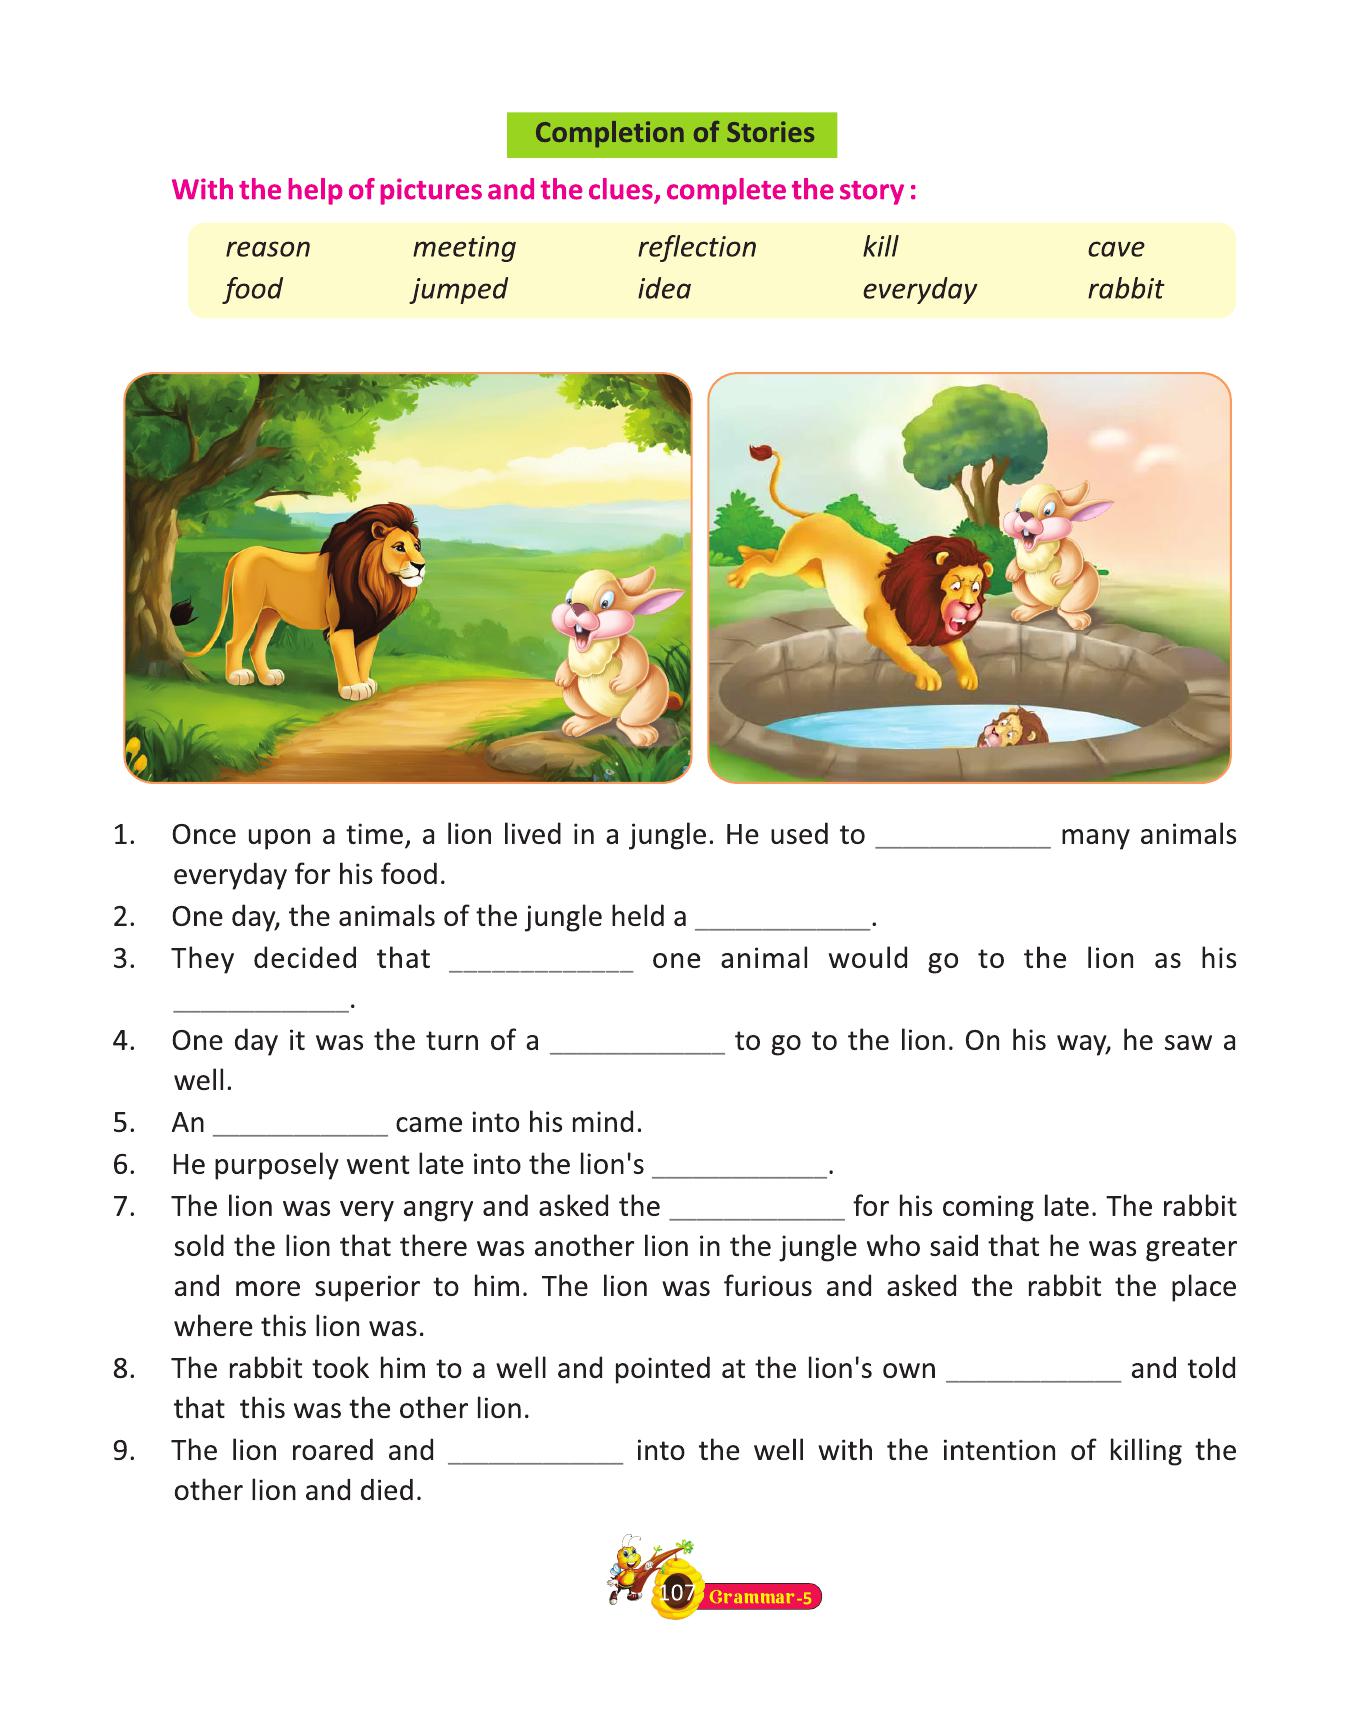 Completion of Stories
With the help of pictures and the clues, complete the story :
reason meeting reflection kill cave
food jumped idea everyday rabbit
1. Once upon a time, a lion lived in a jungle. He used to ____________ many animals
everyday for his food.
2. One day, the animals of the jungle held a ____________.
3. They decided that ____________ one animal would go to the lion as his
____________.
4. One day it was the turn of a ____________ to go to the lion. On his way, he saw a
well.
5. An ____________ came into his mind.
6. He purposely went late into the lion's ____________.
7. The lion was very angry and asked the ____________ for his coming late. The rabbit
sold the lion that there was another lion in the jungle who said that he was greater
and more superior to him. The lion was furious and asked the rabbit the place
where this lion was.
8. The rabbit took him to a well and pointed at the lion's own ____________ and told
that this was the other lion.
9. The lion roared and ____________ into the well with the intention of killing the
other lion and died.
107 Grammar-5